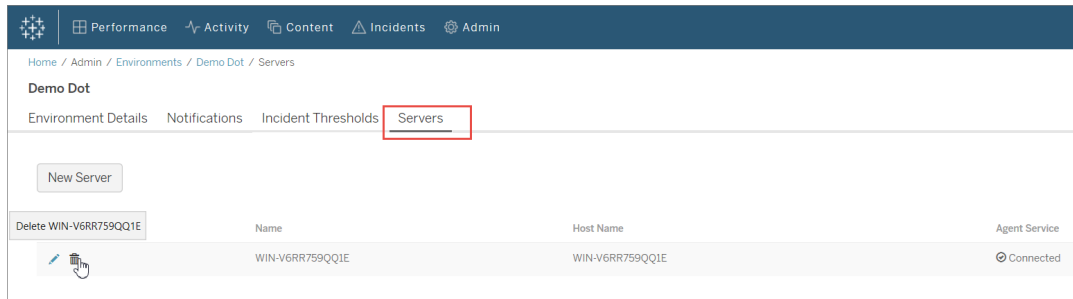 Performance Activity Content Incidents Admin
Home / Admin / Environments / Demo Dot / Servers
Demo Dot
Environment Details Notifications Incident Thresholds Servers
New Server
Delete WIN-V6RR759QQ1E
Name Host Name Agent Service
WIN-V6RR759QQ1E WIN-V6RR759QQ1E Connected